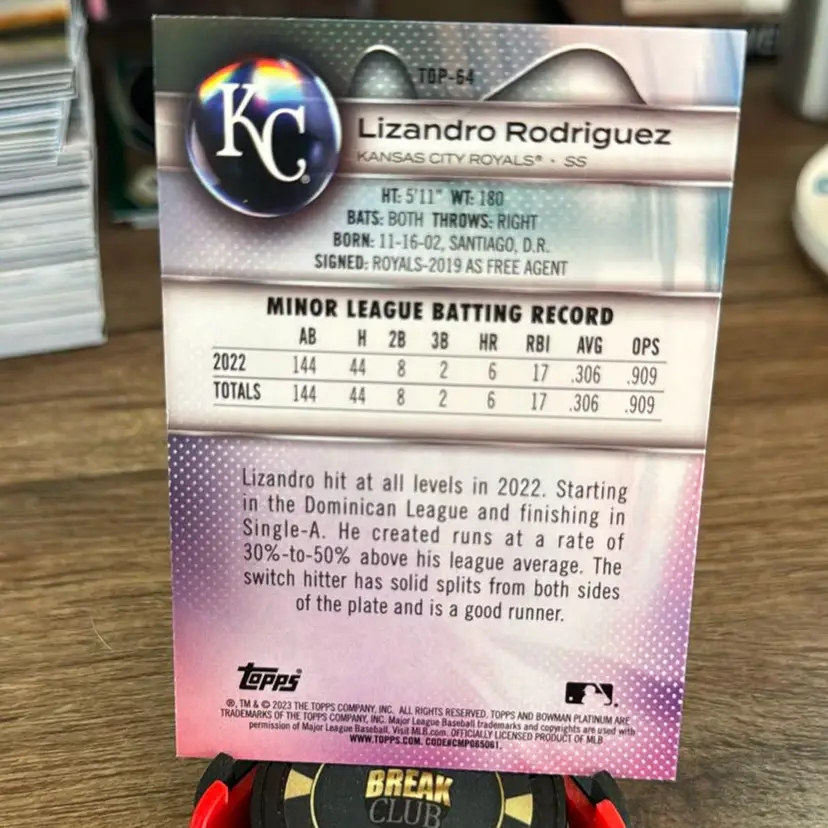 TOP-64
KC
Lizandro Rodriguez
KANSAS CITY ROYALS® • SS
HT: 5'11" WT: 180
BATS: BOTH THROWS: RIGHT
BORN: 11-16-02, SANTIAGO, D.R.
SIGNED: ROYALS-2019 AS FREE AGENT
MINOR LEAGUE BATTING RECORD
AB H 2B 3B HR RBI AVG OPS
2022 144 44 8 2 6 17 .306 .909
TOTALS 144 44 8 2 6 17 .306 .909
Lizandro hit at all levels in 2022. Starting
in the Dominican League and finishing in
Single-A. He created runs at a rate of
30%-to-50% above his league average. The
switch hitter has solid splits from both sides
of the plate and is a good runner.
Topps®
®, TM & © 2023 THE TOPPS COMPANY, INC. ALL RIGHTS RESERVED. TOPPS AND BOWMAN PLATINUM ARE
TRADEMARKS OF THE TOPPS COMPANY, INC. Major League Baseball trademarks and copyrights are used with
permission of Major League Baseball. Visit MLB.com. OFFICIALLY LICENSED PRODUCT OF MLB
WWW.TOPPS.COM. CODE#CMP065061.
BREAK
CLUB